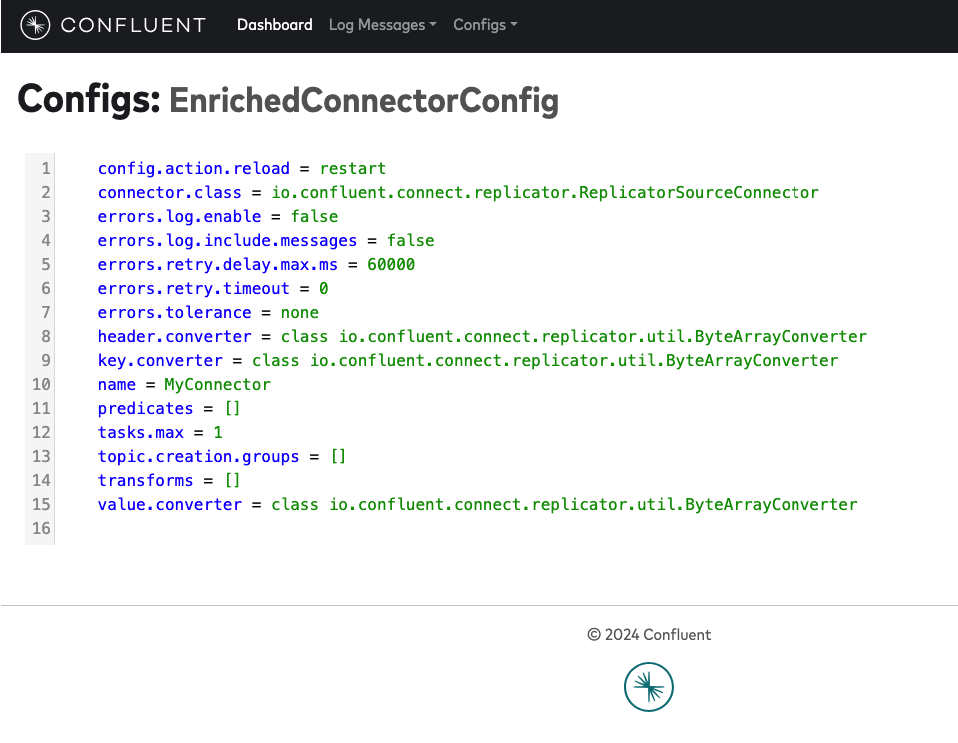 CONFLUENT Dashboard Log Messages Configs
Configs: EnrichedConnectorConfig
1 config.action.reload = restart
2 connector.class = io.confluent.connect.replicator.ReplicatorSourceConnector
3 errors.log.enable = false
4 errors.log.include.messages = false
5 errors.retry.delay.max.ms = 60000
6 errors.retry.timeout = 0
7 errors.tolerance = none
8 header.converter = class io.confluent.connect.replicator.util.ByteArrayConverter
9 key.converter = class io.confluent.connect.replicator.util.ByteArrayConverter
10 name = MyConnector
11 predicates = []
12 tasks.max = 1
13 topic.creation.groups = []
14 transforms = []
15 value.converter = class io.confluent.connect.replicator.util.ByteArrayConverter
16
© 2024 Confluent